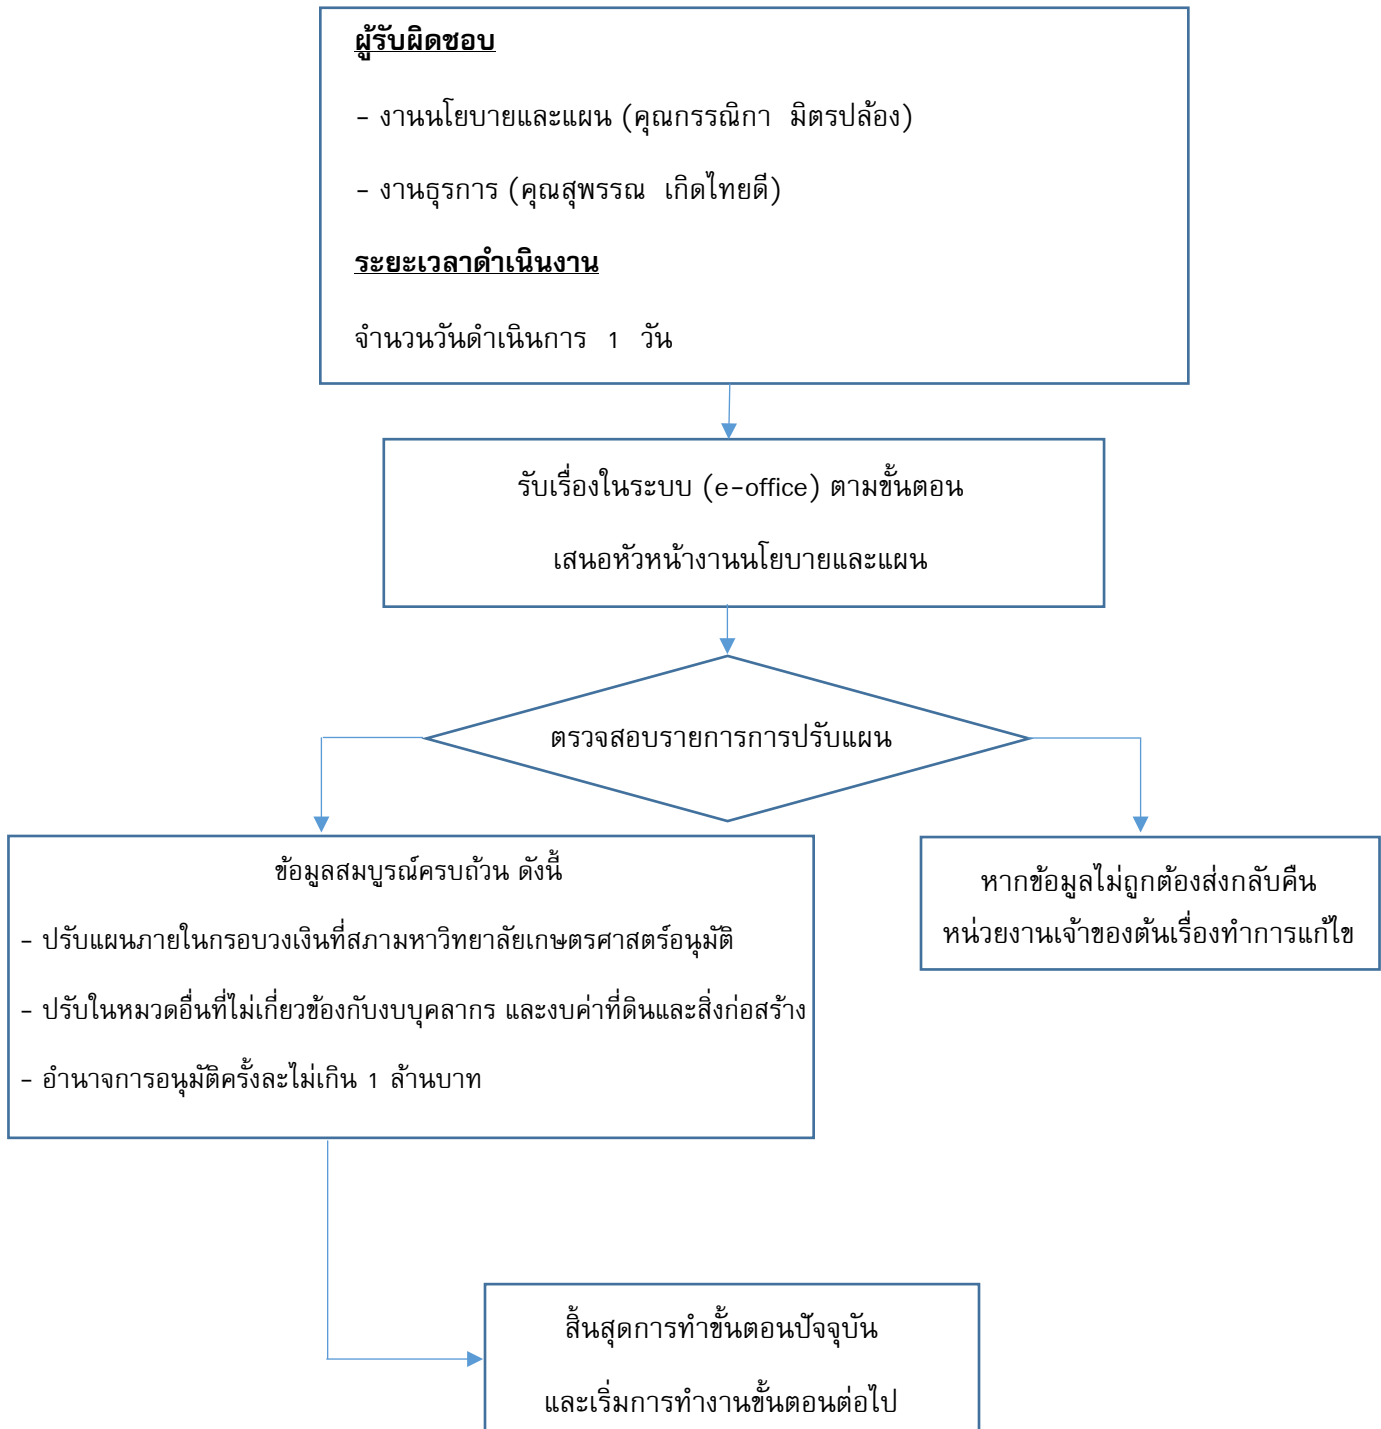 ผู้รับผิดชอบ
- งานนโยบายและแผน (คุณกรรณิกา มิตรปล้อง)
- งานธุรการ (คุณสุพรรณ เกิดไทยดี)
ระยะเวลาดำเนินงาน
จำนวนวันดำเนินการ 1 วัน
รับเรื่องในระบบ (e-office) ตามขั้นตอน
เสนอหัวหน้างานนโยบายและแผน
ตรวจสอบรายการการปรับแผน
ข้อมูลสมบูรณ์ครบถ้วน ดังนี้
- ปรับแผนภายในกรอบวงเงินที่สภามหาวิทยาลัยเกษตรศาสตร์อนุมัติ
- ปรับในหมวดอื่นที่ไม่เกี่ยวข้องกับงบบุคลากร และงบค่าที่ดินและสิ่งก่อสร้าง
- อำนาจการอนุมัติครั้งละไม่เกิน 1 ล้านบาท
หากข้อมูลไม่ถูกต้องส่งกลับคืน
หน่วยงานเจ้าของต้นเรื่องทำการแก้ไข
สิ้นสุดการทำขั้นตอนปัจจุบัน
และเริ่มการทำงานขั้นตอนต่อไป